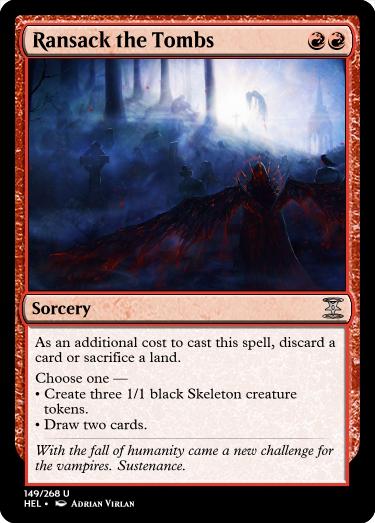 Ransack the Tombs
Sorcery
As an additional cost to cast this spell, discard a
card or sacrifice a land.
Choose one —
• Create three 1/1 black Skeleton creature
tokens.
• Draw two cards.
With the fall of humanity came a new challenge for
the vampires. Sustenance.
149/268 U
HEL • Adrian Virlan